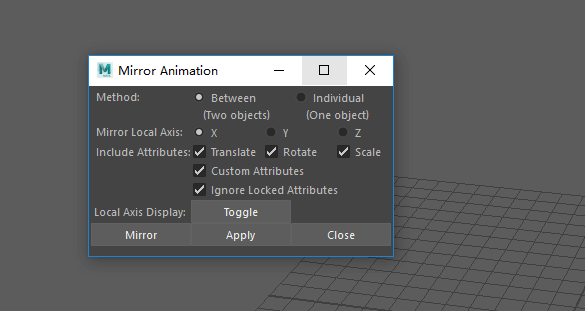 Mirror Animation
Method: Between Individual
(Two objects) (One object)
Mirror Local Axis: X Y Z
Include Attributes: Translate Rotate Scale
Custom Attributes
Ignore Locked Attributes
Local Axis Display: Toggle
Mirror Apply Close